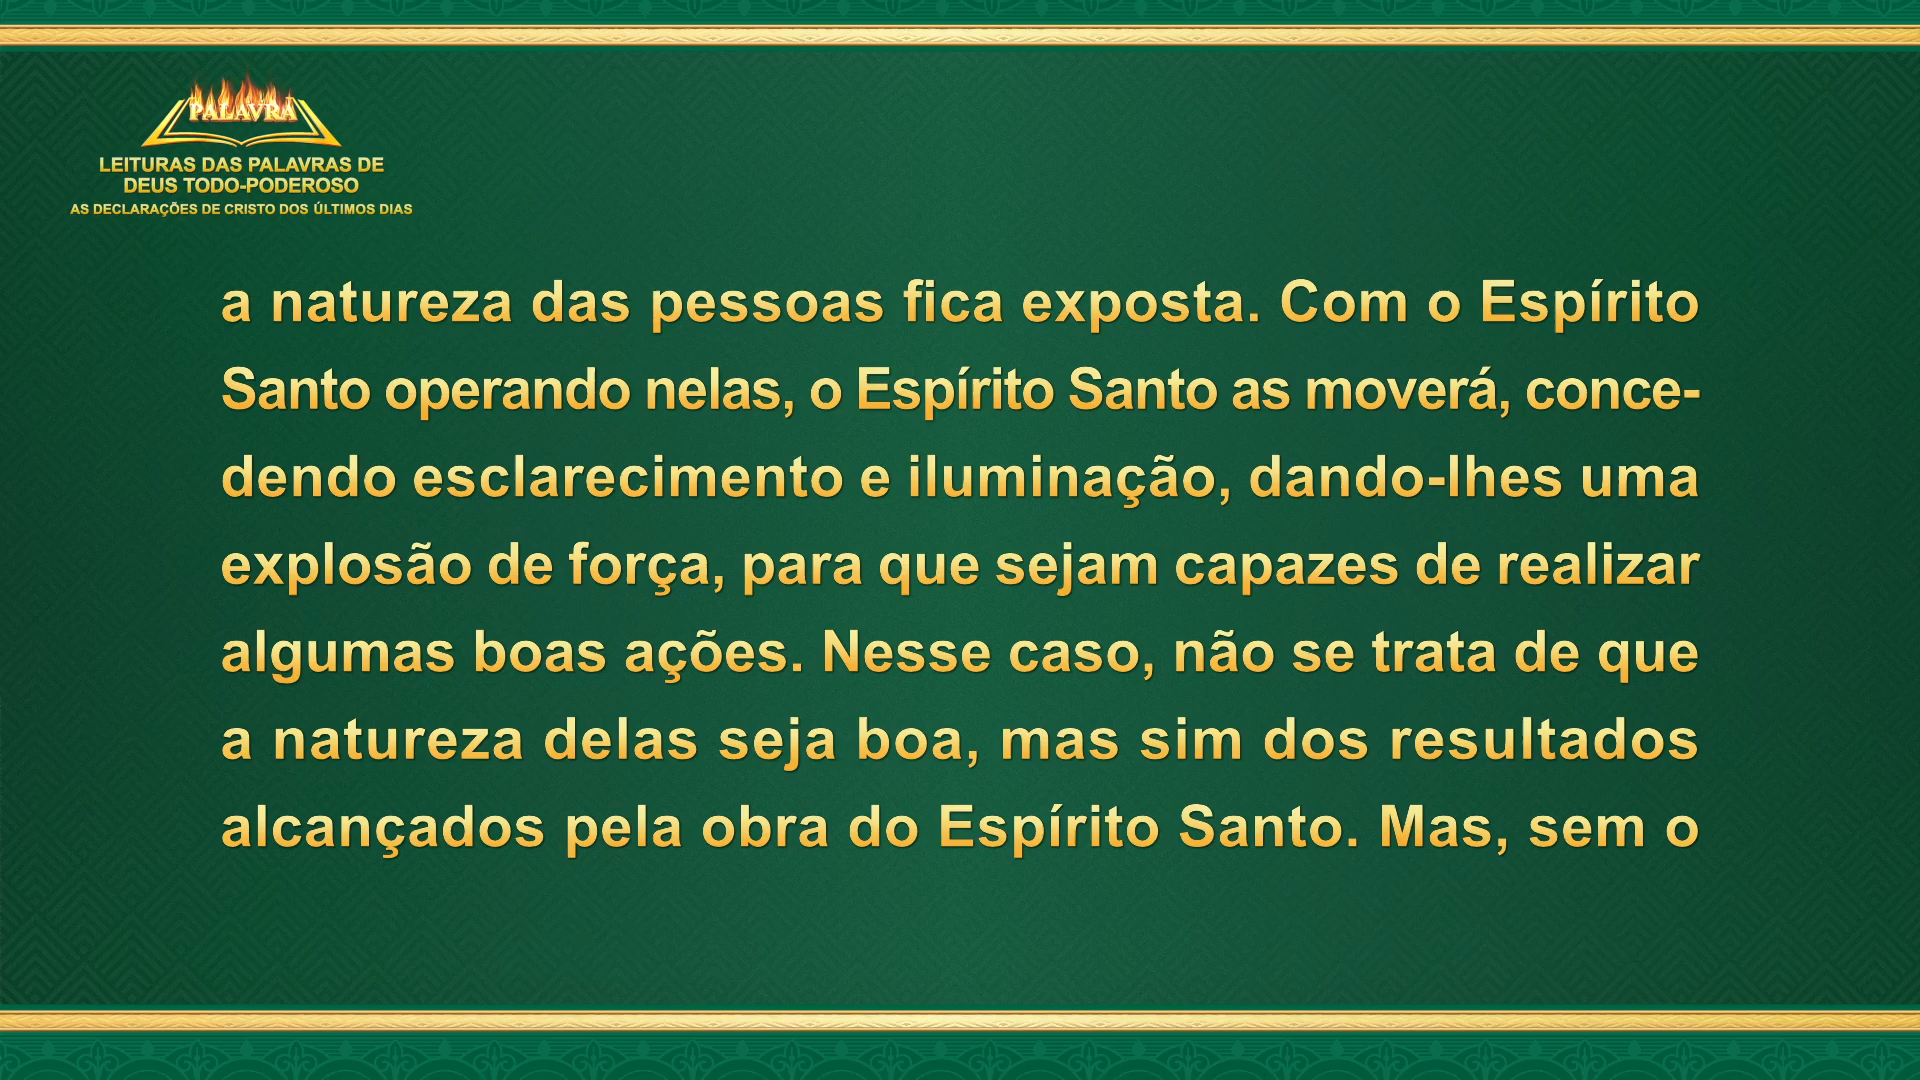 PALAVRA
LEITURAS DAS PALAVRAS DE
DEUS TODO-PODEROSO
AS DECLARAÇÕES DE CRISTO DOS ÚLTIMOS DIAS
a natureza das pessoas fica exposta. Com o Espírito
Santo operando nelas, o Espírito Santo as moverá, conce-
dendo esclarecimento e iluminação, dando-lhes uma
explosão de força, para que sejam capazes de realizar
algumas boas ações. Nesse caso, não se trata de que
a natureza delas seja boa, mas sim dos resultados
alcançados pela obra do Espírito Santo. Mas, sem o